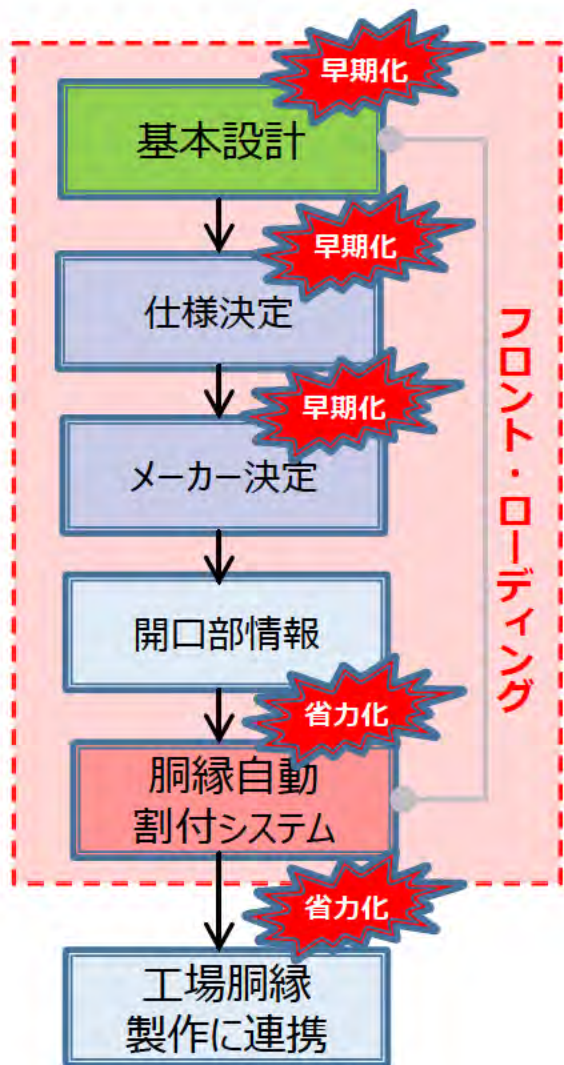 早期化
基本設計
早期化
仕様決定
早期化
メーカー決定
フロント・ローディング
開口部情報
省力化
胴縁自動
割付システム
省力化
工場胴縁
製作に連携